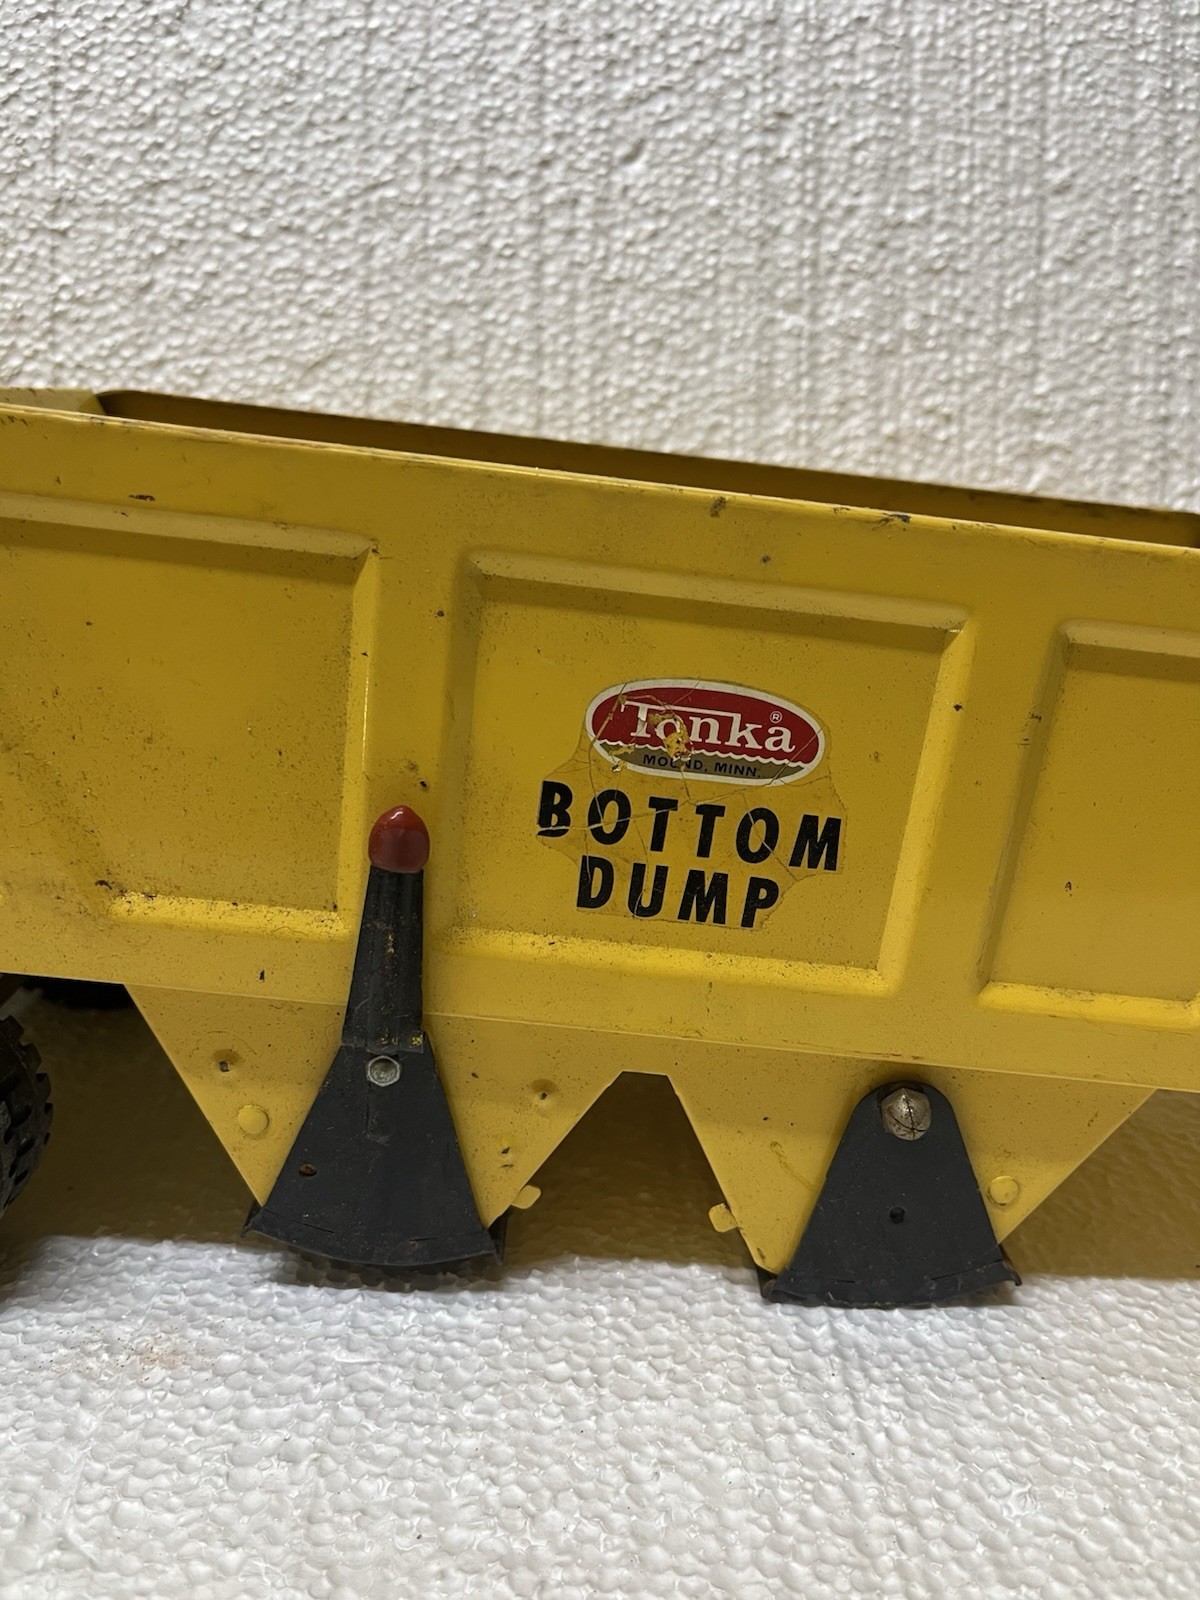 Tonka®
MOUND, MINN.
BOTTOM
DUMP